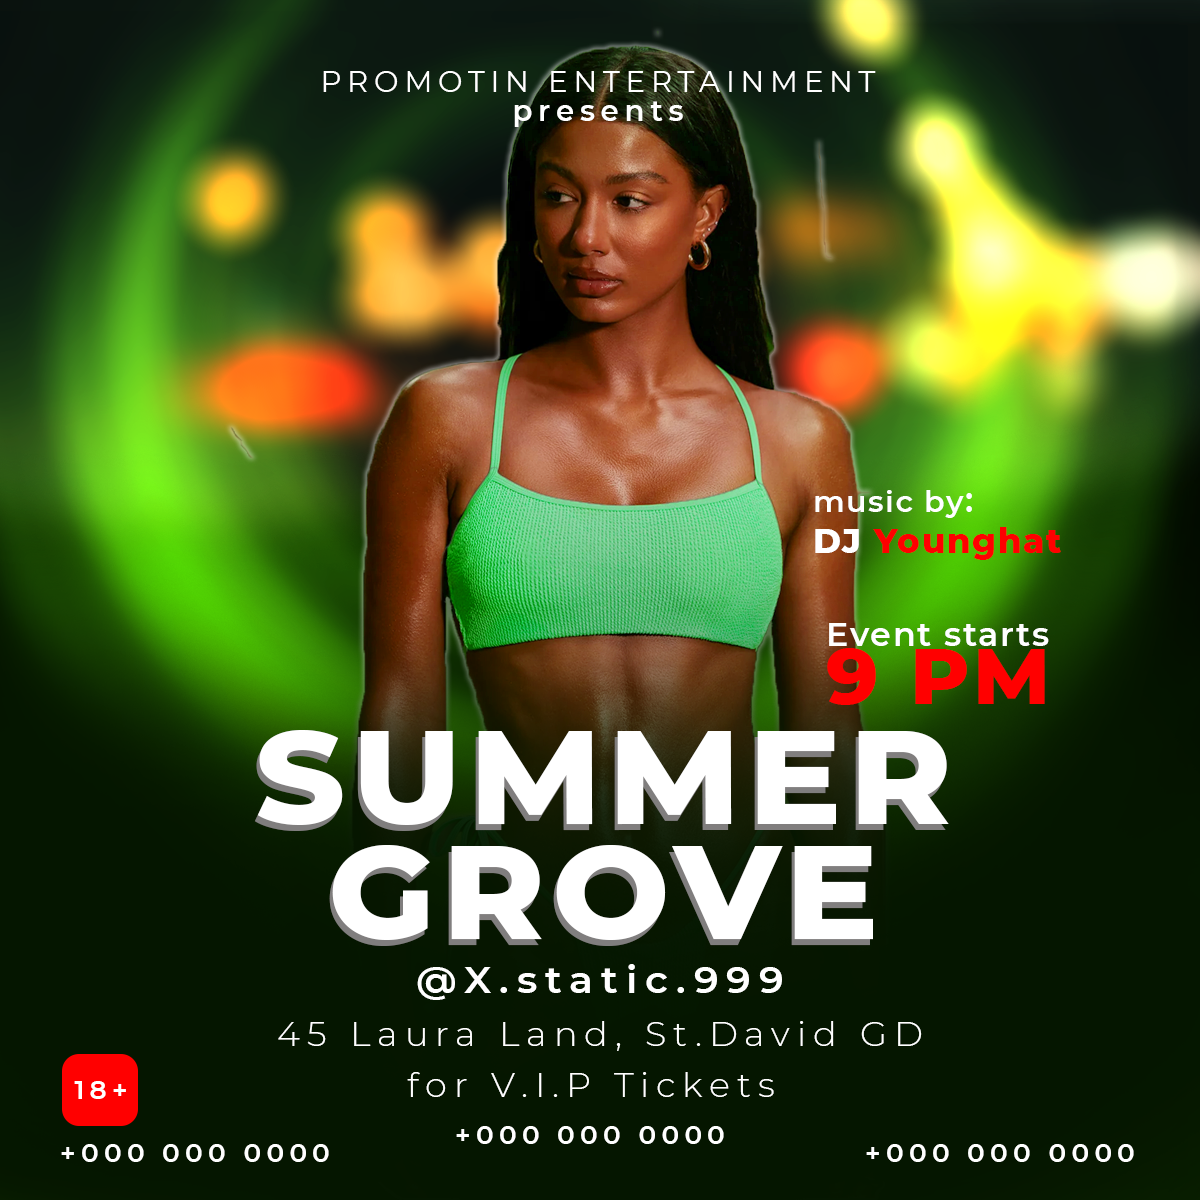 PROMOTIN ENTERTAINMENT
presents
music by:
DJ Younghat
Event starts
9 PM
SUMMER
GROVE
@X.static.999
45 Laura Land, St.David GD
for V.I.P Tickets
18+
+000 000 0000
+000 000 0000
+000 000 0000